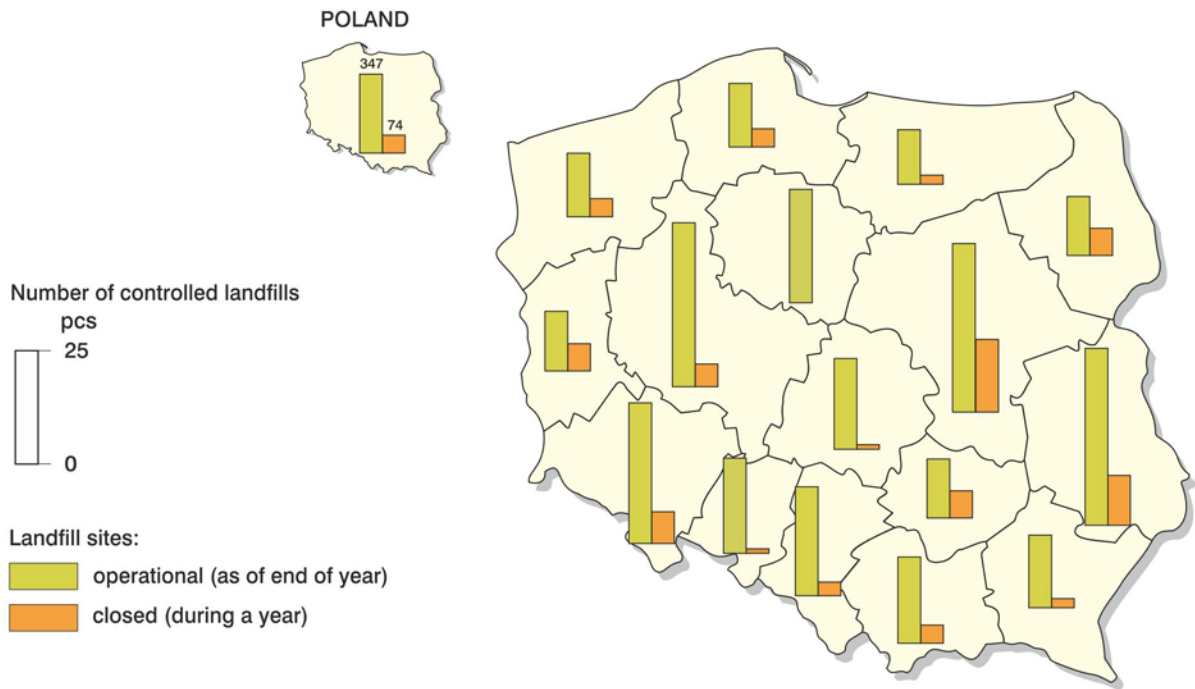 POLAND
347
74
Number of controlled landfills
pcs
25
0
Landfill sites:
operational (as of end of year)
closed (during a year)